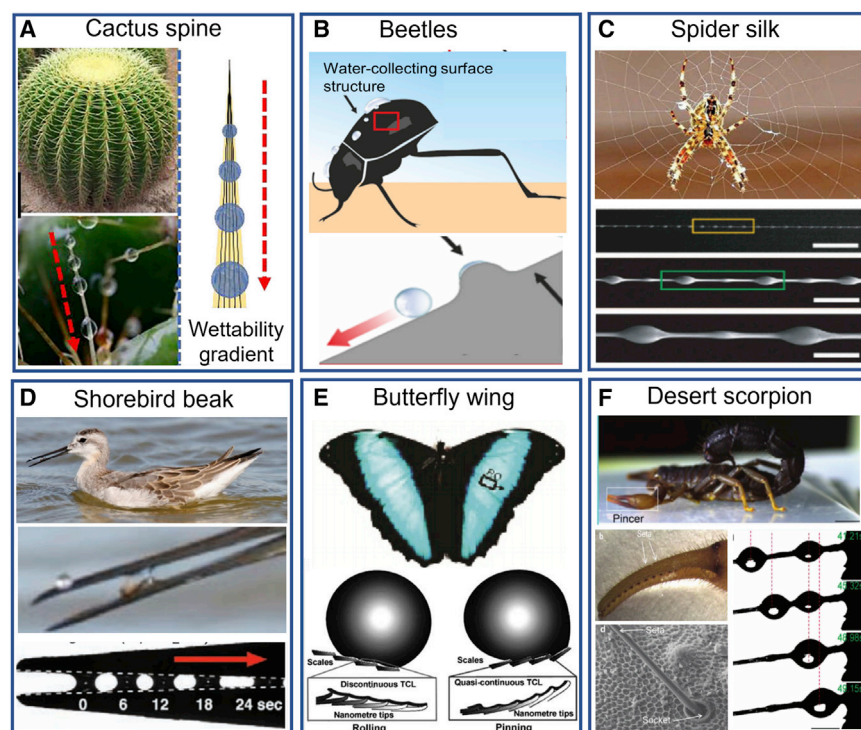 A Cactus spine
Wettability
gradient
B Beetles
Water-collecting surface
structure
C Spider silk
D Shorebird beak
0 6 12 18 24 sec
E Butterfly wing
Scales
Discontinuous TCL
Nanometre tips
Rolling
Scales
Quasi-continuous TCL
Nanometre tips
Pinning
F Desert scorpion
Pincer
b
Seta
d
Seta
Socket
i